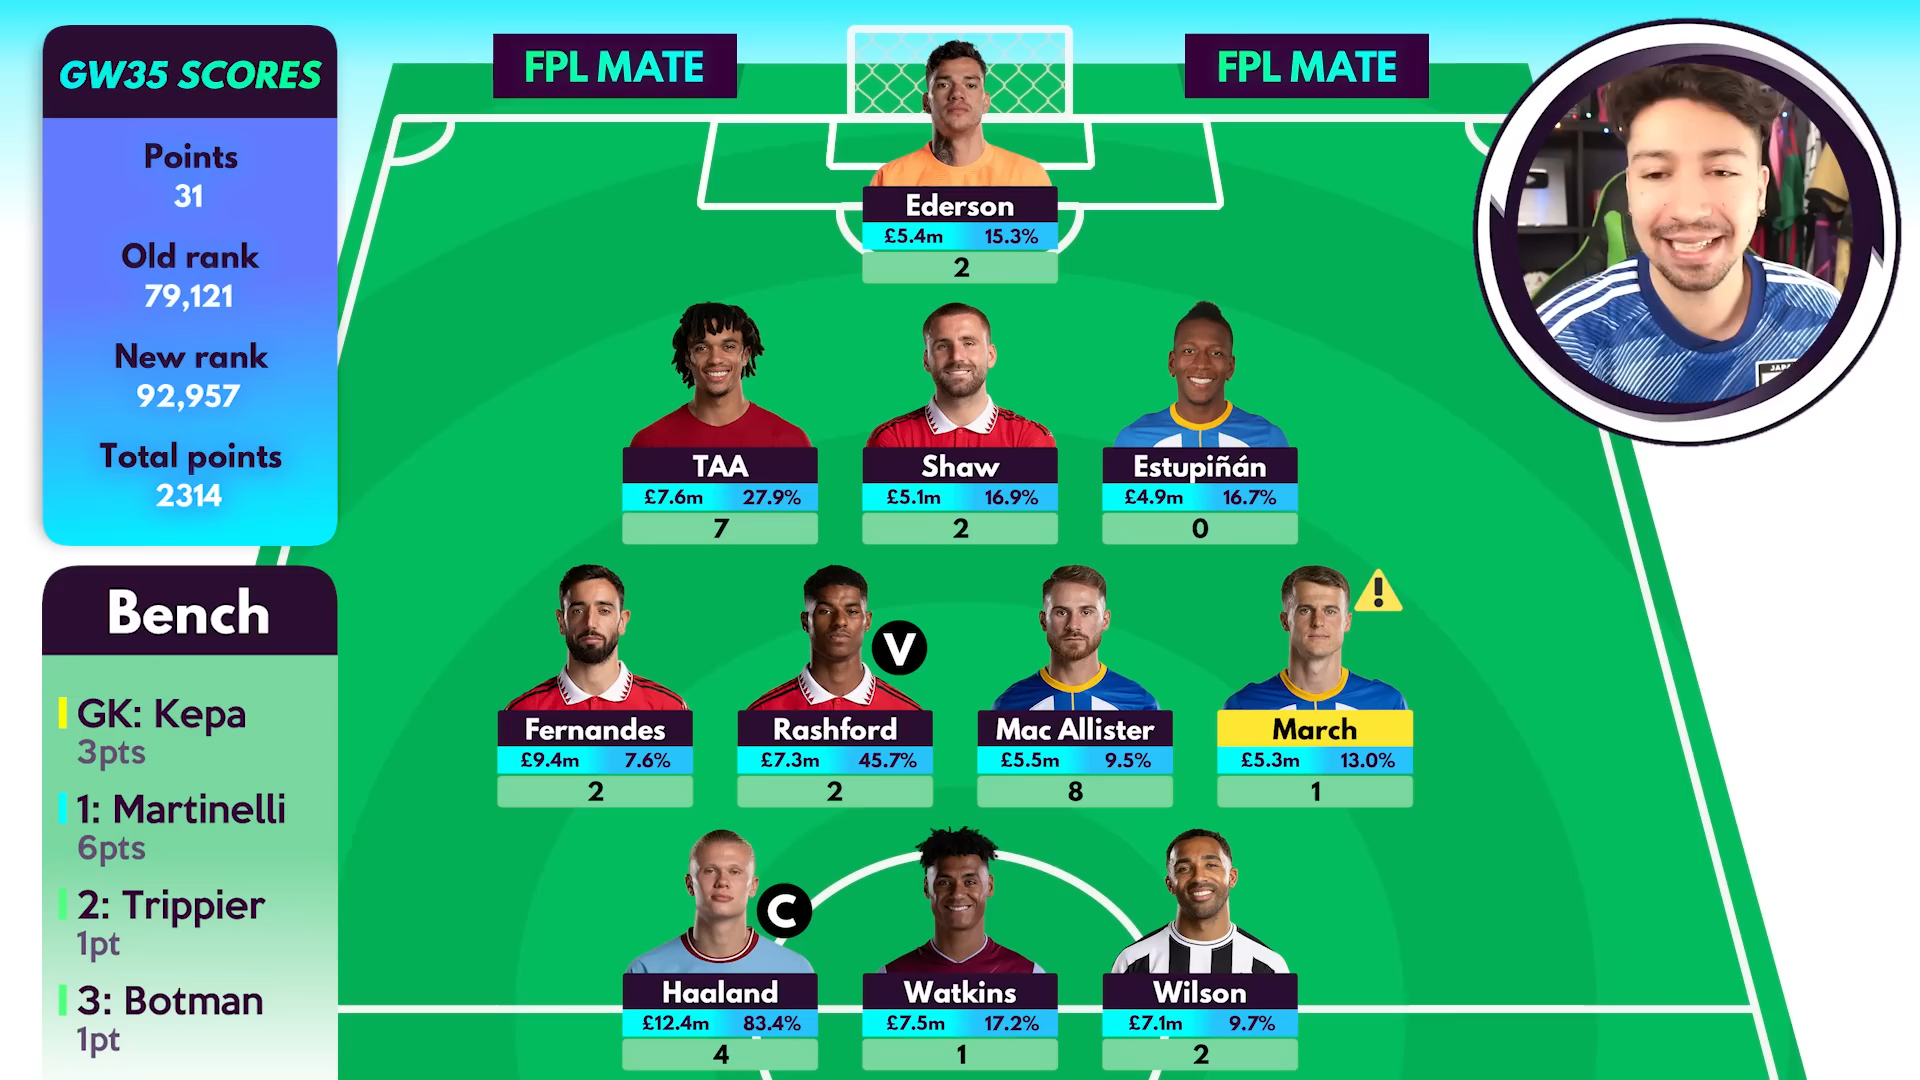 GW35 SCORES
Points
31
Old rank
79,121
New rank
92,957
Total points
2314
Bench
GK: Kepa
3pts
1: Martinelli
6pts
2: Trippier
1pt
3: Botman
1pt
FPL MATE
FPL MATE
Ederson
£5.4m 15.3%
2
TAA
£7.6m 27.9%
7
Shaw
£5.1m 16.9%
2
Estupiñán
£4.9m 16.7%
0
Fernandes
£9.4m 7.6%
2
V
Rashford
£7.3m 45.7%
2
Mac Allister
£5.5m 9.5%
8
!
March
£5.3m 13.0%
1
C
Haaland
£12.4m 83.4%
4
Watkins
£7.5m 17.2%
1
Wilson
£7.1m 9.7%
2